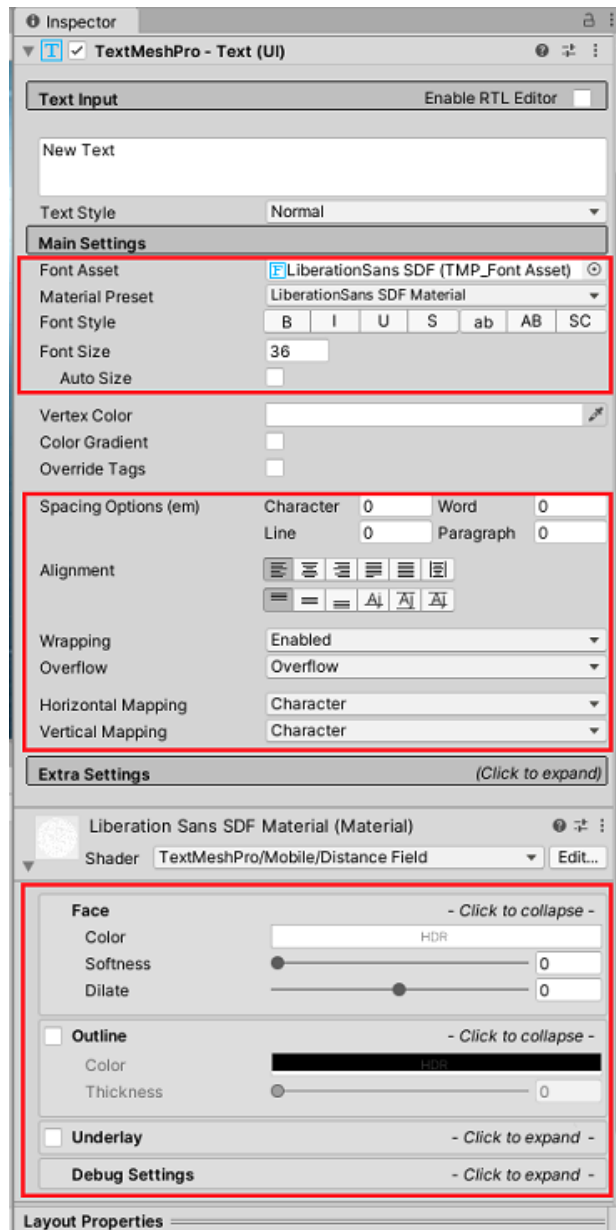 Inspector
TextMeshPro - Text (UI)
Text Input Enable RTL Editor
New Text
Text Style Normal
Main Settings
Font Asset LiberationSans SDF (TMP_Font Asset)
Material Preset LiberationSans SDF Material
Font Style B I U S ab AB SC
Font Size 36
Auto Size
Vertex Color
Color Gradient
Override Tags
Spacing Options (em) Character 0 Word 0
Line 0 Paragraph 0
Alignment
Wrapping Enabled
Overflow Overflow
Horizontal Mapping Character
Vertical Mapping Character
Extra Settings (Click to expand)
Liberation Sans SDF Material (Material)
Shader TextMeshPro/Mobile/Distance Field Edit...
Face - Click to collapse -
Color HDR
Softness 0
Dilate 0
Outline - Click to collapse -
Color HDR
Thickness 0
Underlay - Click to expand -
Debug Settings - Click to expand -
Layout Properties